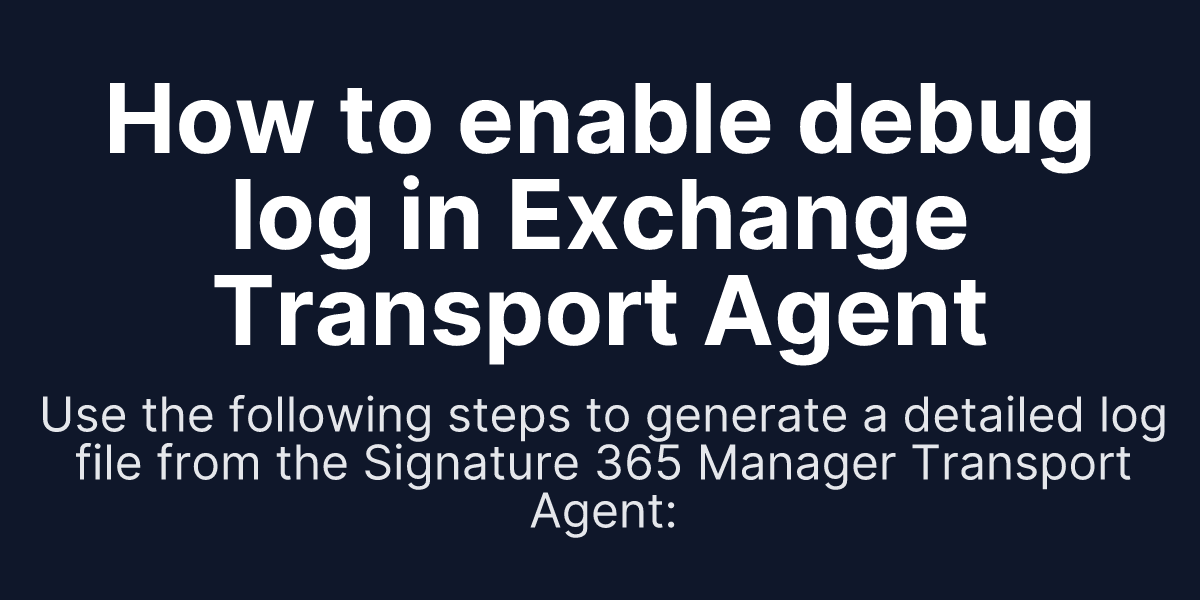 How to enable debug
log in Exchange
Transport Agent
Use the following steps to generate a detailed log
file from the Signature 365 Manager Transport
Agent: